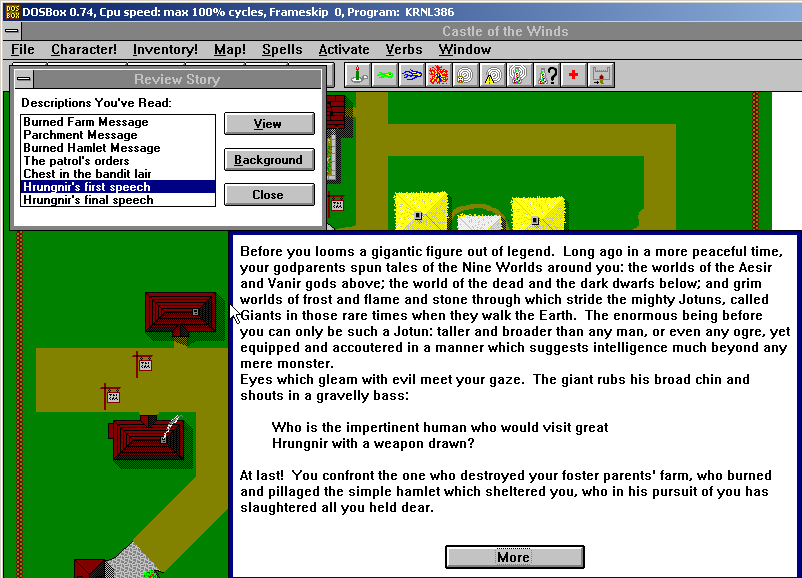 DOSBox 0.74, Cpu speed: max 100% cycles, Frameskip 0, Program: KRNL386
Castle of the Winds
File Character! Inventory! Map! Spells Activate Verbs Window
Review Story
Descriptions You've Read:
Burned Farm Message
Parchment Message
Burned Hamlet Message
The patrol's orders
Chest in the bandit lair
Hrungnir's first speech
Hrungnir's final speech
View
Background
Close
Before you looms a gigantic figure out of legend. Long ago in a more peaceful time,
your godparents spun tales of the Nine Worlds around you: the worlds of the Aesir
and Vanir gods above; the world of the dead and the dark dwarfs below; and grim
worlds of frost and flame and stone through which stride the mighty Jotuns, called
Giants in those rare times when they walk the Earth. The enormous being before
you can only be such a Jotun: taller and broader than any man, or even any ogre, yet
equipped and accoutered in a manner which suggests intelligence much beyond any
mere monster.
Eyes which gleam with evil meet your gaze. The giant rubs his broad chin and
shouts in a gravelly bass:
Who is the impertinent human who would visit great
Hrungnir with a weapon drawn?
At last! You confront the one who destroyed your foster parents' farm, who burned
and pillaged the simple hamlet which sheltered you, who in his pursuit of you has
slaughtered all you held dear.
More